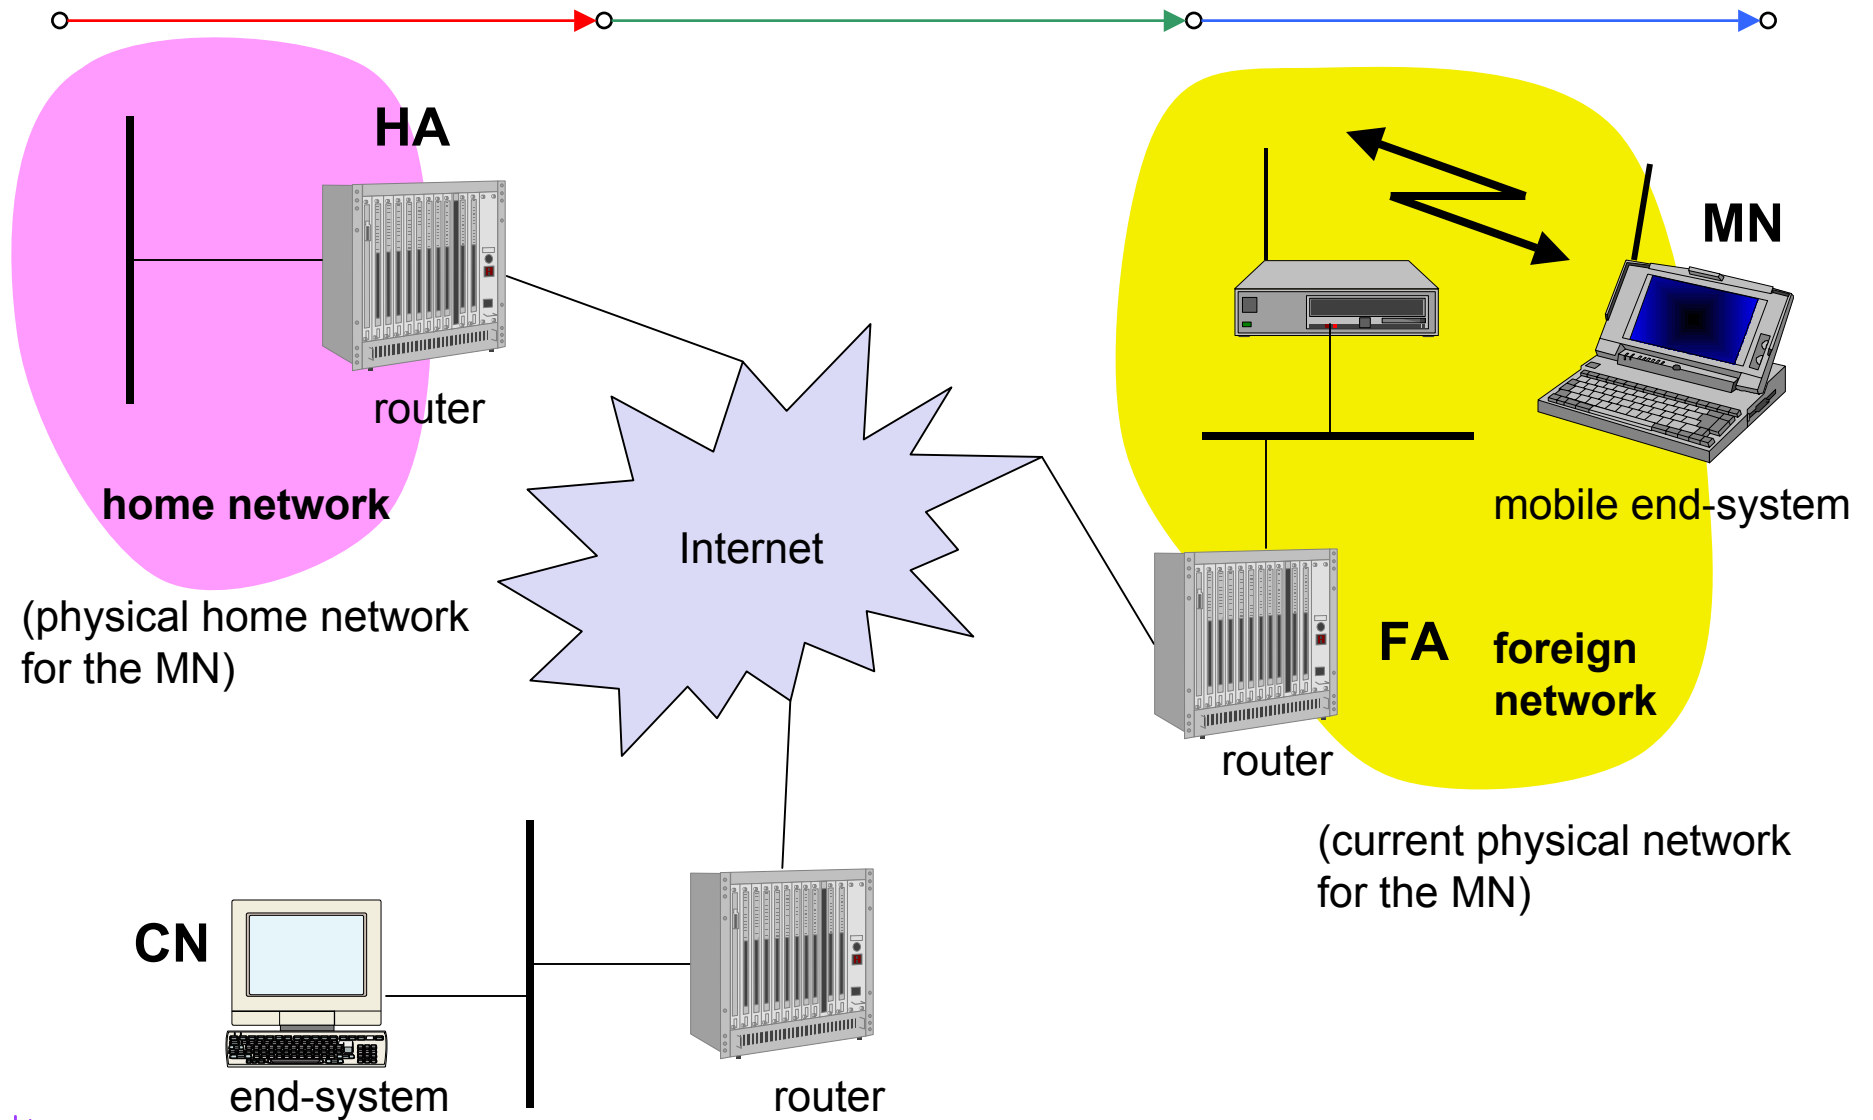 HA
MN
router
home network
Internet
mobile end-system
(physical home network
for the MN)
FA
foreign
network
router
(current physical network
for the MN)
CN
end-system
router